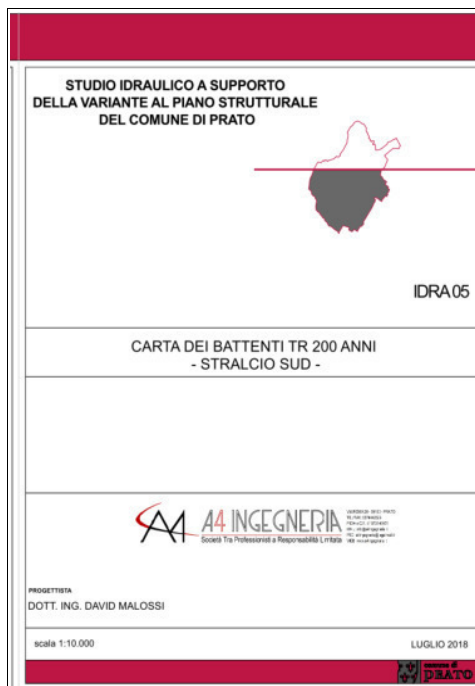 STUDIO IDRAULICO A SUPPORTO
DELLA VARIANTE AL PIANO STRUTTURALE
DEL COMUNE DI PRATO
IDRA 05
CARTA DEI BATTENTI TR 200 ANNI
- STRALCIO SUD -
A4 INGEGNERIA
Società Tra Professionisti a Responsabilità Limitata
PROGETTISTA
DOTT. ING. DAVID MALOSSI
scala 1:10.000
LUGLIO 2018
comune di
PRATO